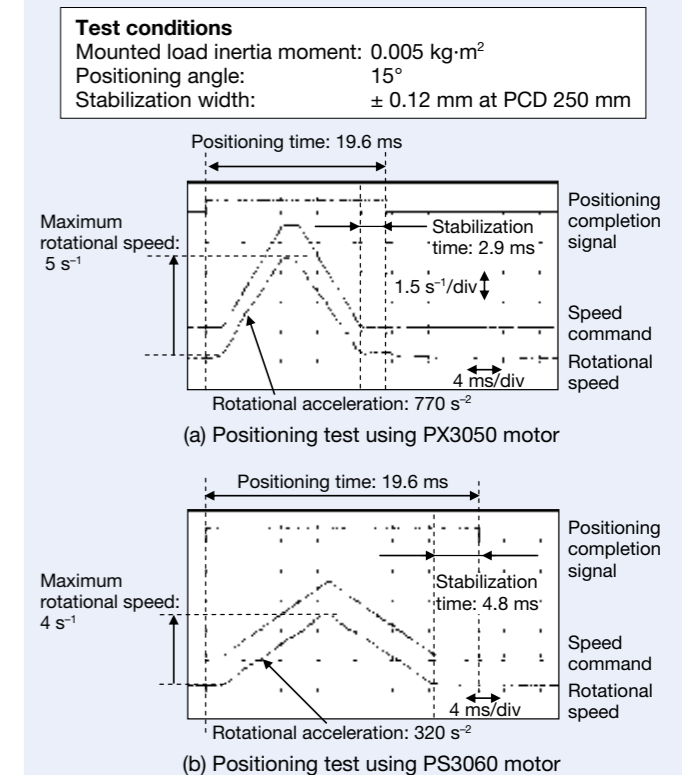 Test conditions
Mounted load inertia moment: 0.005 kg·m²
Positioning angle: 15°
Stabilization width: ± 0.12 mm at PCD 250 mm
Positioning time: 19.6 ms
Maximum
rotational speed:
5 s⁻¹
Positioning
completion
signal
Stabilization
time: 2.9 ms
1.5 s⁻¹/div
Speed
command
Rotational
speed
4 ms/div
Rotational acceleration: 770 s⁻²
(a) Positioning test using PX3050 motor
Positioning time: 19.6 ms
Maximum
rotational speed:
4 s⁻¹
Positioning
completion
signal
Stabilization
time: 4.8 ms
Speed
command
Rotational
speed
4 ms/div
Rotational acceleration: 320 s⁻²
(b) Positioning test using PS3060 motor